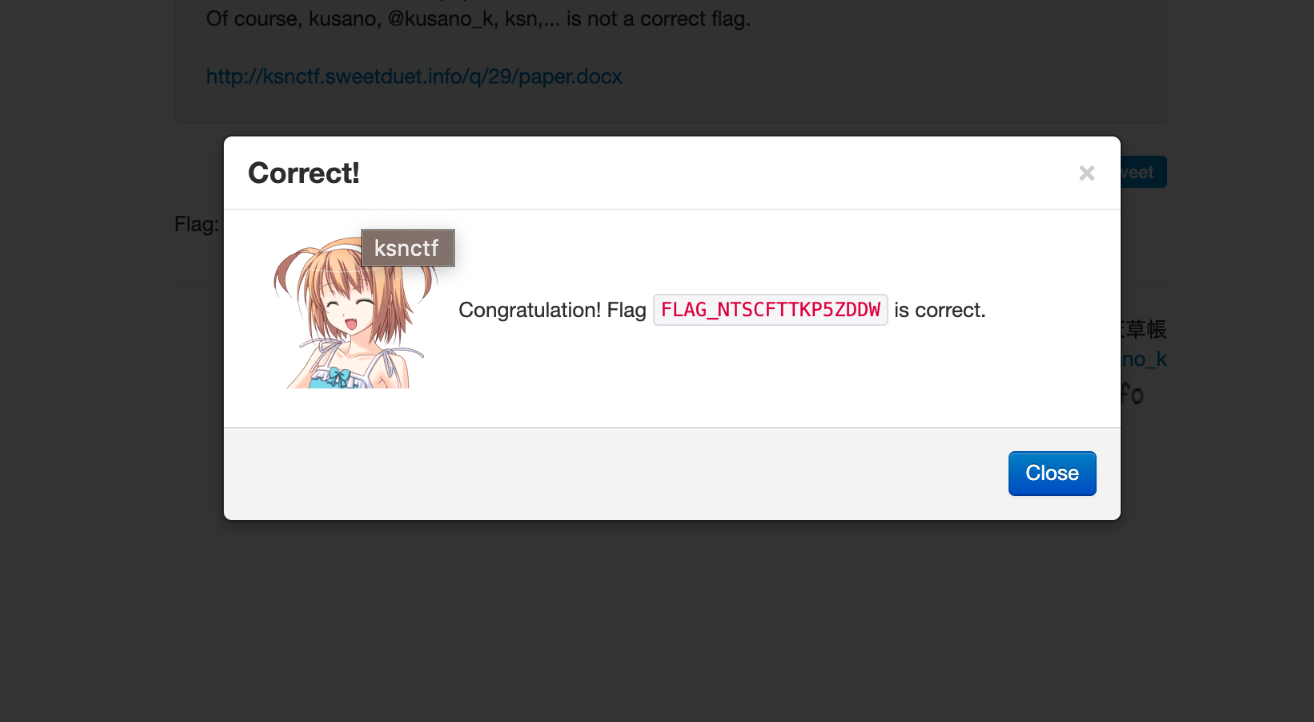 Of course, kusano, @kusano_k, ksn,... is not a correct flag.
http://ksnctf.sweetduet.info/q/29/paper.docx
Correct!
×
weet
Flag:
ksnctf
Congratulation! Flag FLAG_NTSCFTTKP5ZDDW is correct.
草帳
no_k
fo
Close